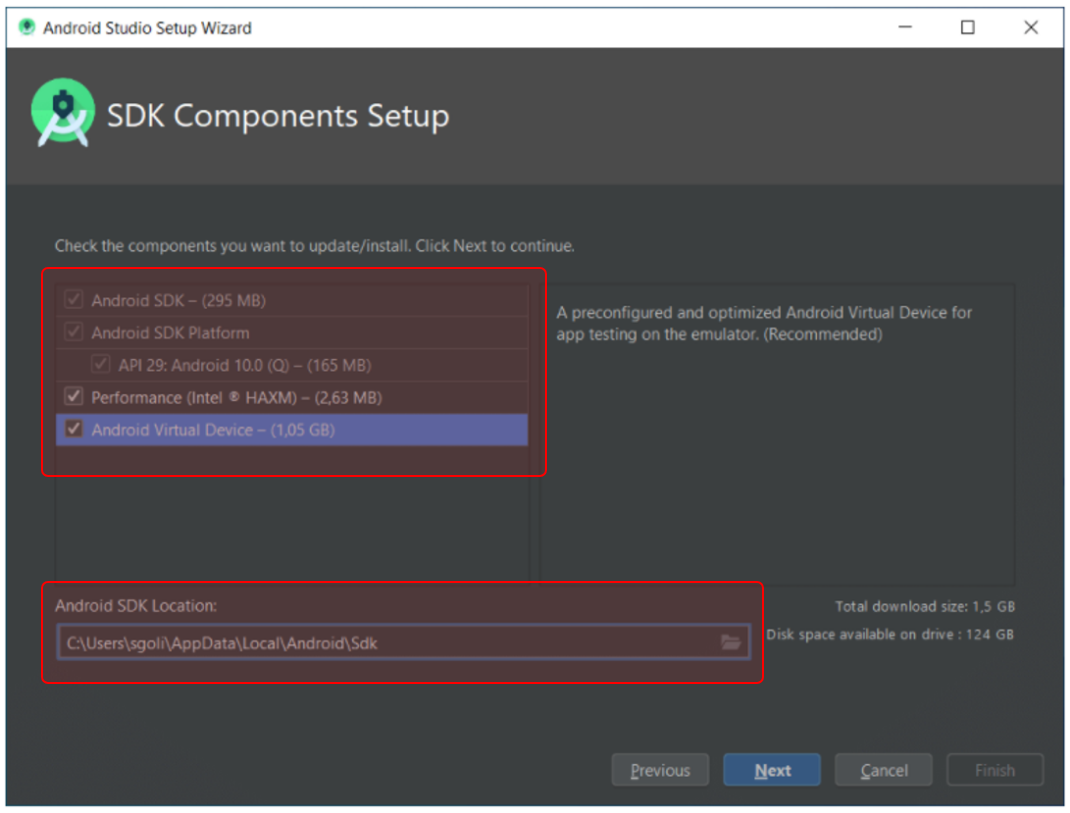 Android Studio Setup Wizard
SDK Components Setup
Check the components you want to update/install. Click Next to continue.
Android SDK – (295 MB)
Android SDK Platform
API 29: Android 10.0 (Q) – (165 MB)
Performance (Intel ® HAXM) – (2,63 MB)
Android Virtual Device – (1,05 GB)
A preconfigured and optimized Android Virtual Device for
app testing on the emulator. (Recommended)
Android SDK Location:
C:\Users\sgoli\AppData\Local\Android\Sdk
Total download size: 1,5 GB
Disk space available on drive : 124 GB
Previous
Next
Cancel
Finish